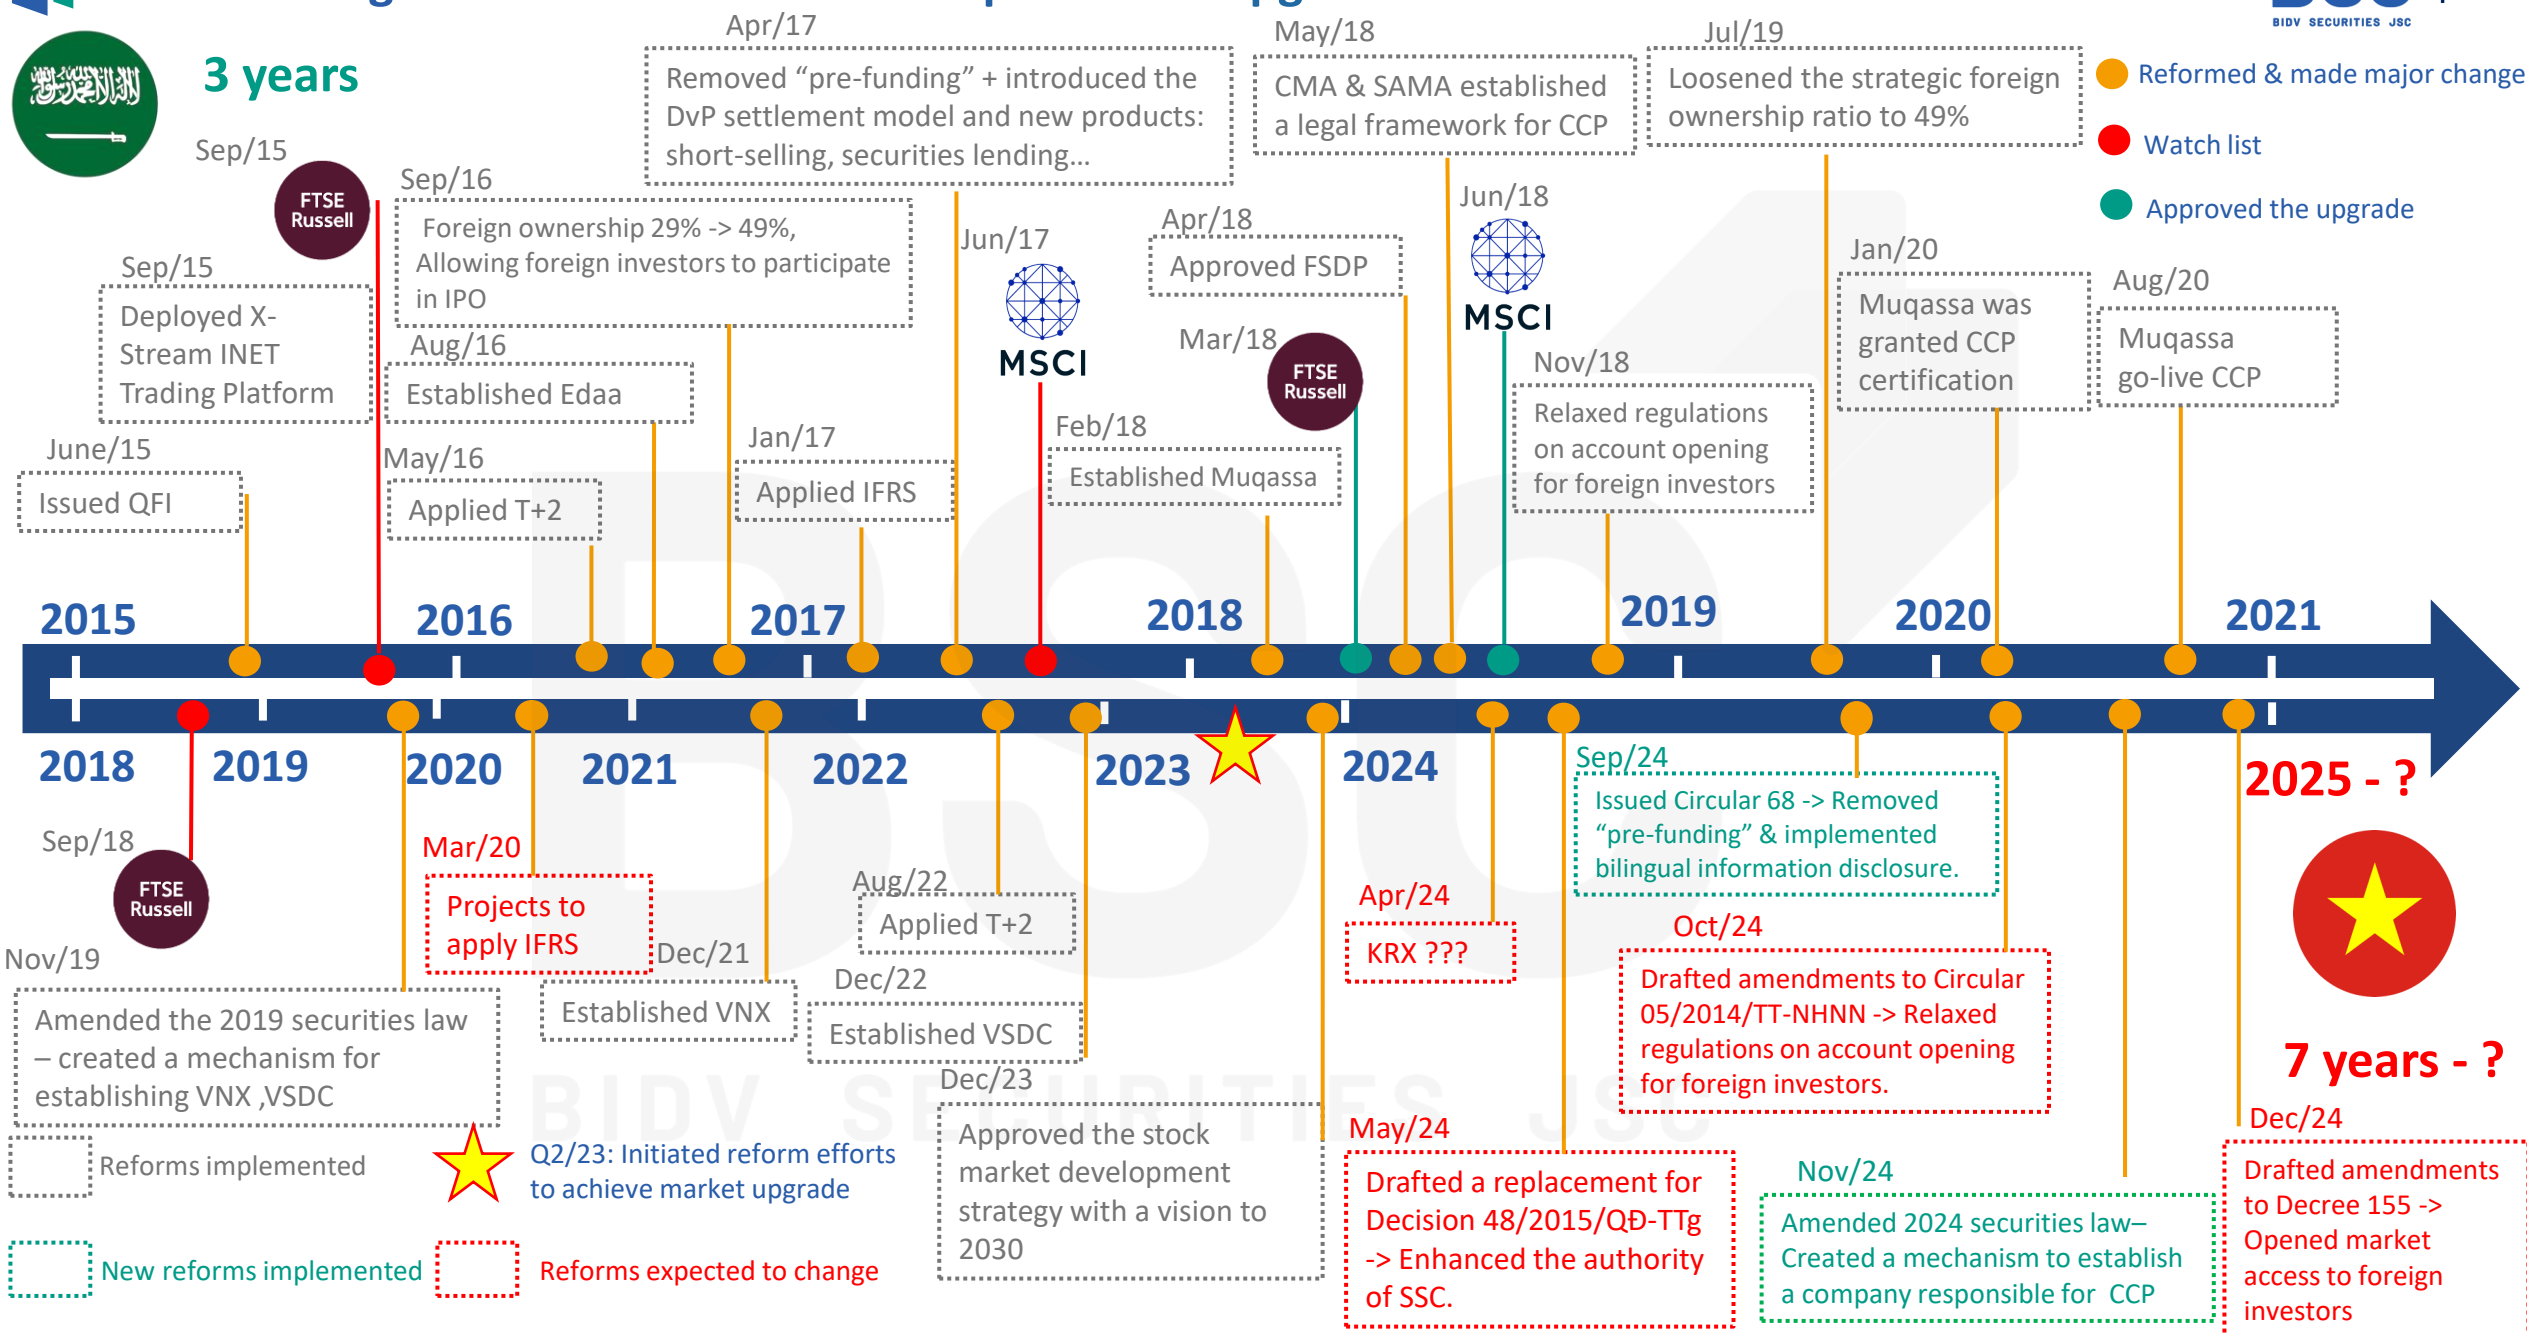 BIDV SECURITIES JSC
3 years
Reformed & made major change
Watch list
Approved the upgrade
Apr/17
Removed “pre-funding” + introduced the
DvP settlement model and new products:
short-selling, securities lending...
May/18
CMA & SAMA established
a legal framework for CCP
Jul/19
Loosened the strategic foreign
ownership ratio to 49%
Sep/15
FTSE
Russell
Sep/16
Foreign ownership 29% -> 49%,
Allowing foreign investors to participate
in IPO
Jun/17
MSCI
Apr/18
Approved FSDP
Jun/18
MSCI
Jan/20
Muqassa was
granted CCP
certification
Aug/20
Muqassa
go-live CCP
Sep/15
Deployed X-
Stream INET
Trading Platform
Aug/16
Established Edaa
Mar/18
FTSE
Russell
Nov/18
Relaxed regulations
on account opening
for foreign investors
June/15
Issued QFI
May/16
Applied T+2
Jan/17
Applied IFRS
Feb/18
Established Muqassa
2015
2016
2017
2018
2019
2020
2021
2018
2019
2020
2021
2022
2023
2024
2025 - ?
Sep/18
FTSE
Russell
Nov/19
Amended the 2019 securities law
– created a mechanism for
establishing VNX ,VSDC
Mar/20
Projects to
apply IFRS
Dec/21
Established VNX
Aug/22
Applied T+2
Dec/22
Established VSDC
Dec/23
Approved the stock
market development
strategy with a vision to
2030
Apr/24
KRX ???
May/24
Drafted a replacement for
Decision 48/2015/QĐ-TTg
-> Enhanced the authority
of SSC.
Sep/24
Issued Circular 68 -> Removed
“pre-funding” & implemented
bilingual information disclosure.
Oct/24
Drafted amendments to Circular
05/2014/TT-NHNN -> Relaxed
regulations on account opening
for foreign investors.
Nov/24
Amended 2024 securities law–
Created a mechanism to establish
a company responsible for CCP
7 years - ?
Dec/24
Drafted amendments
to Decree 155 ->
Opened market
access to foreign
investors
Reforms implemented
Q2/23: Initiated reform efforts
to achieve market upgrade
New reforms implemented
Reforms expected to change
BSC
BIDV SECURITIES JSC